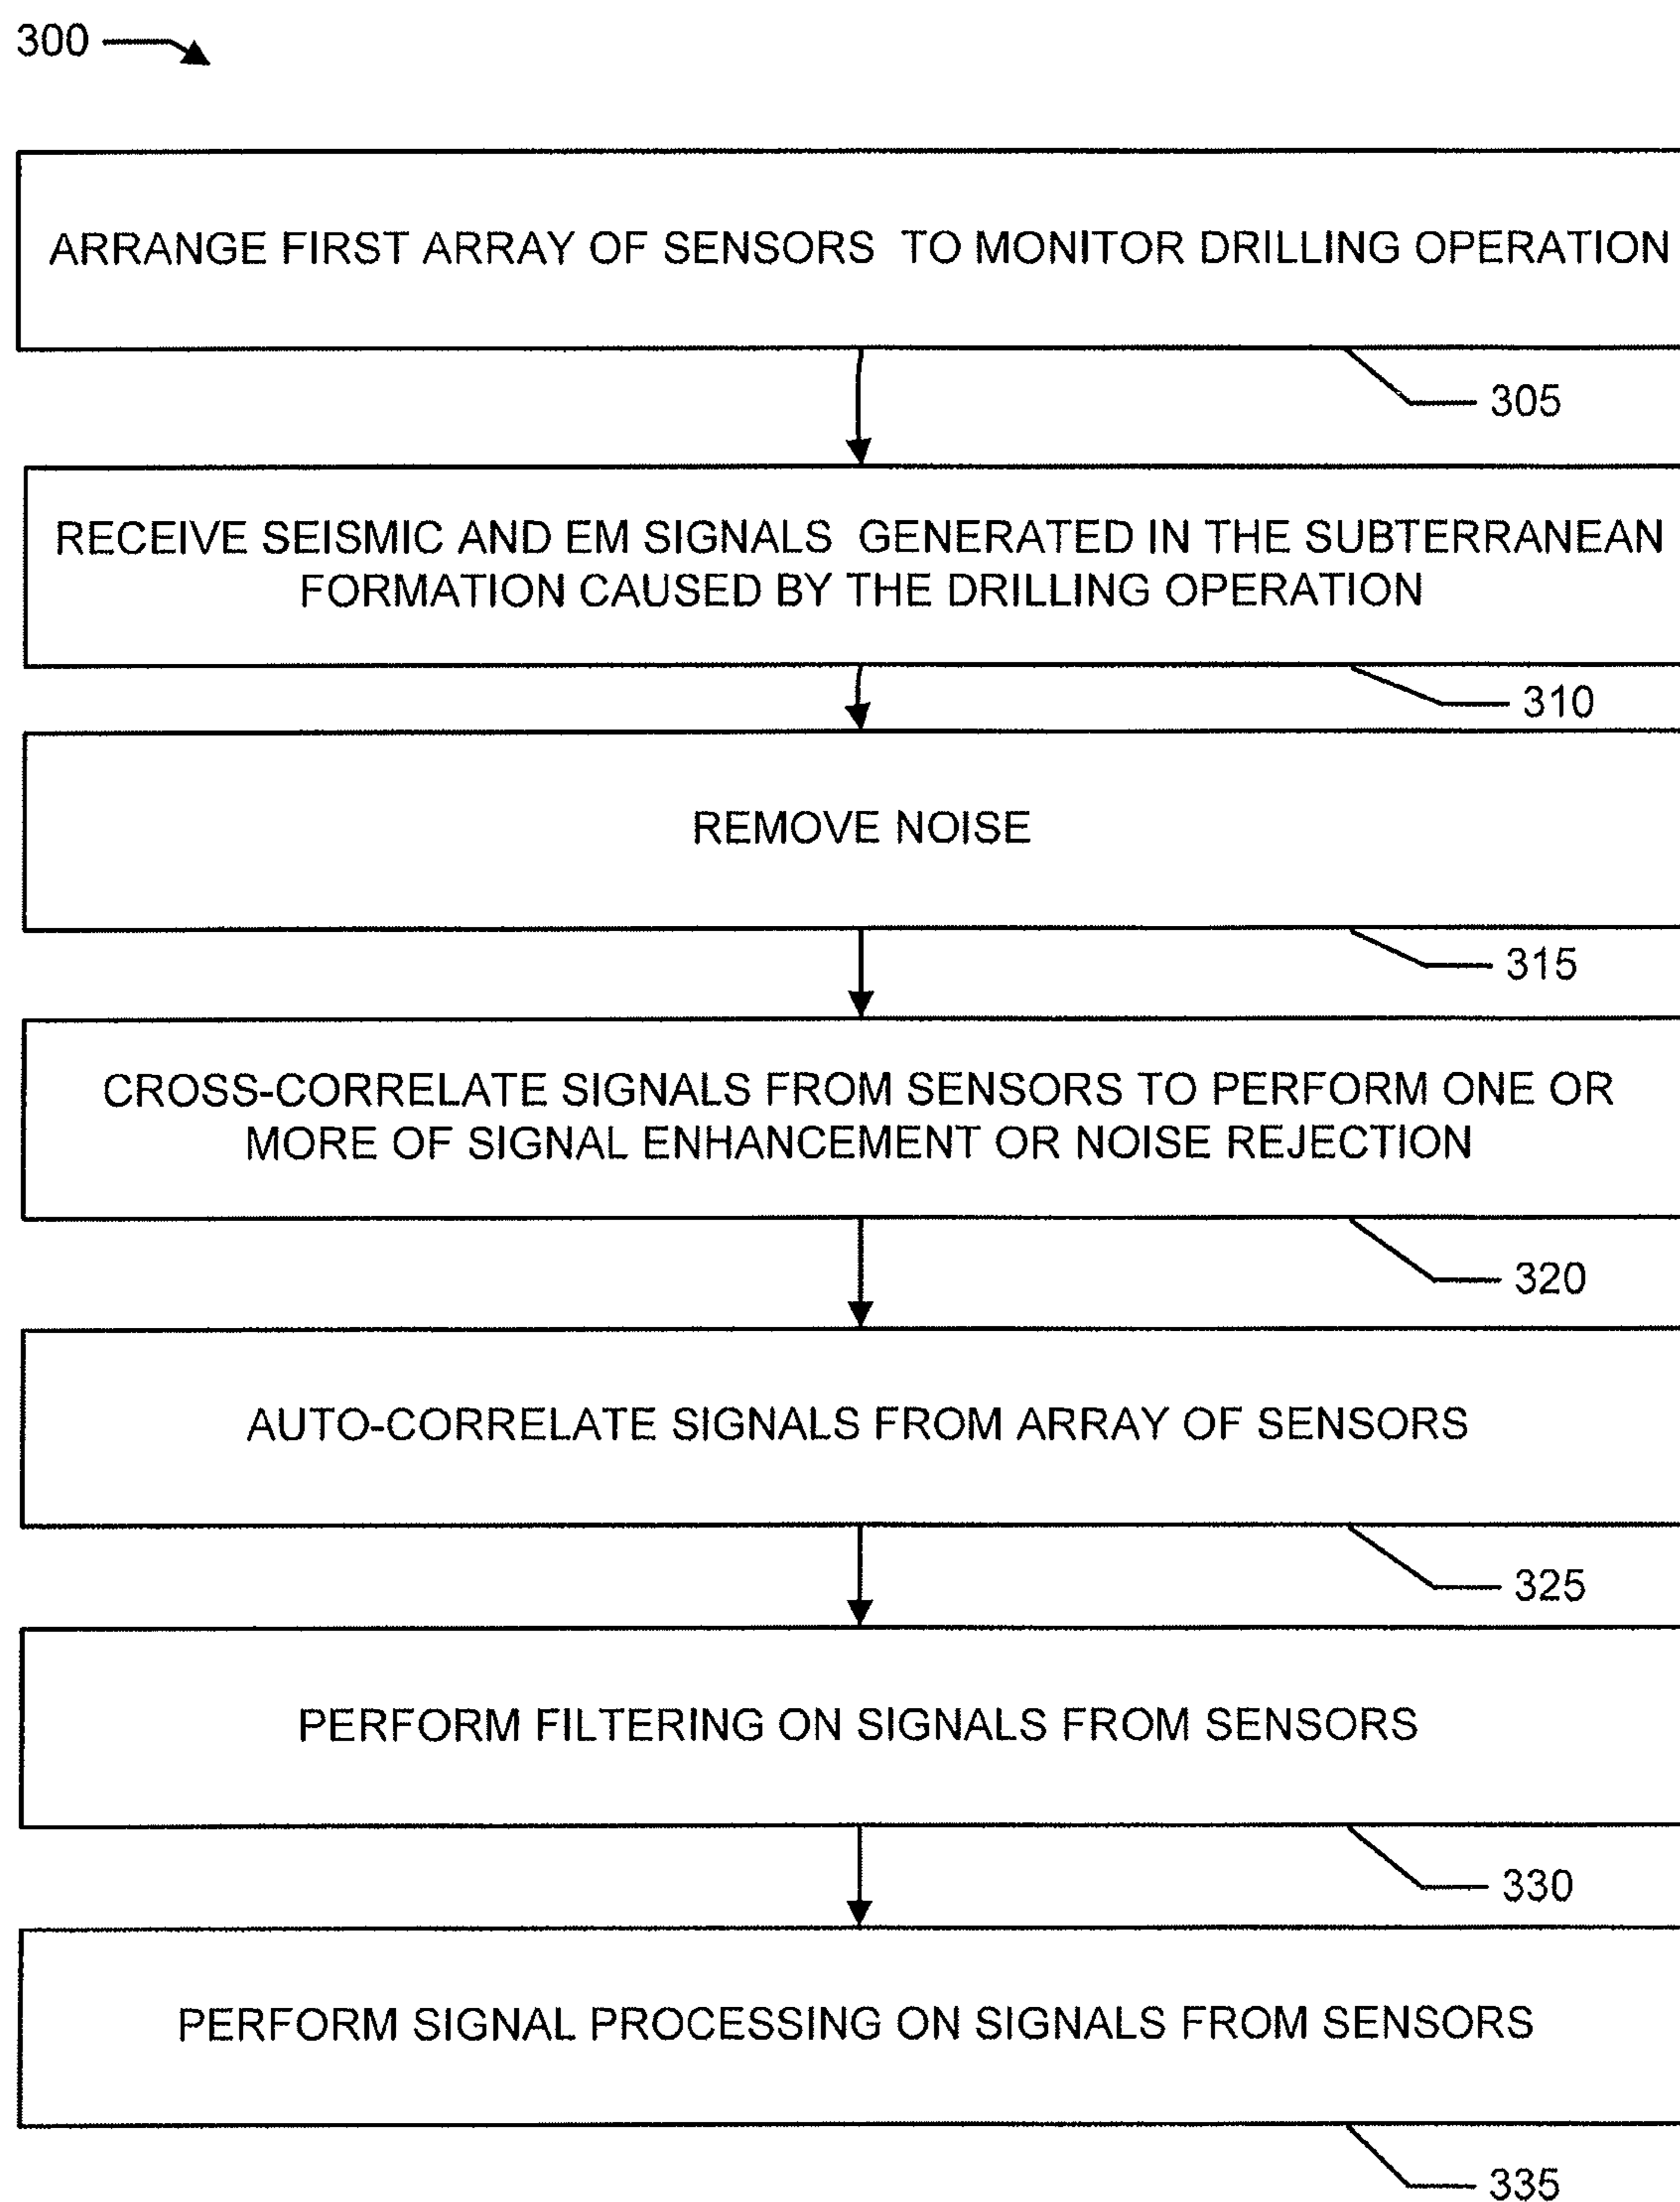 300
ARRANGE FIRST ARRAY OF SENSORS TO MONITOR DRILLING OPERATION
305
RECEIVE SEISMIC AND EM SIGNALS GENERATED IN THE SUBTERRANEAN
FORMATION CAUSED BY THE DRILLING OPERATION
310
REMOVE NOISE
315
CROSS-CORRELATE SIGNALS FROM SENSORS TO PERFORM ONE OR
MORE OF SIGNAL ENHANCEMENT OR NOISE REJECTION
320
AUTO-CORRELATE SIGNALS FROM ARRAY OF SENSORS
325
PERFORM FILTERING ON SIGNALS FROM SENSORS
330
PERFORM SIGNAL PROCESSING ON SIGNALS FROM SENSORS
335